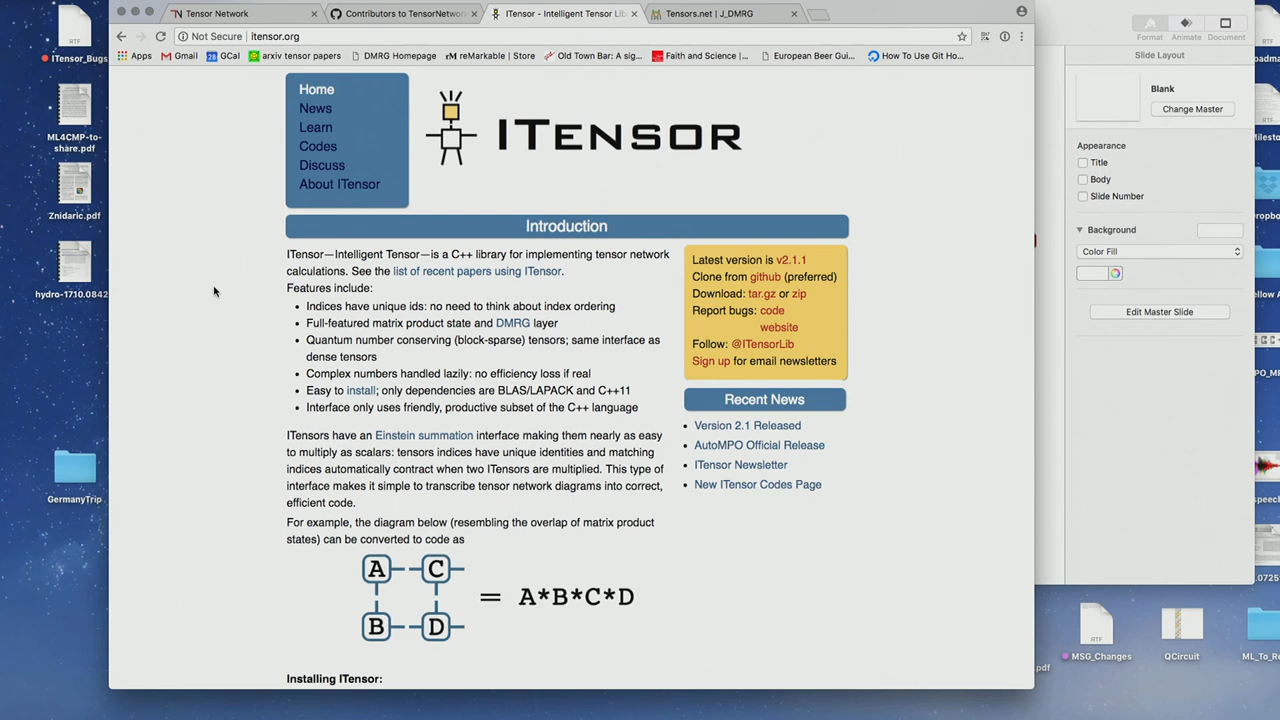 Tensor Network
Contributors to TensorNetwork
ITensor - Intelligent Tensor Lib
Tensors.net | J_DMRG
Not Secure | itensor.org
Apps
Gmail
GCal
arxiv tensor papers
DMRG Homepage
reMarkable | Store
Old Town Bar: A sig...
Faith and Science |...
European Beer Gui...
How To Use Git Ho...
Format
Animate
Document
Slide Layout
Blank
Change Master
Appearance
Title
Body
Slide Number
Background
Color Fill
Edit Master Slide
ITensor_Bugs
ML4CMP-to-
share.pdf
Znidaric.pdf
hydro-1710.0842
GermanyTrip
Home
News
Learn
Codes
Discuss
About ITensor
ITENSOR
Introduction
ITensor—Intelligent Tensor—is a C++ library for implementing tensor network
calculations. See the list of recent papers using ITensor.
Features include:
• Indices have unique ids: no need to think about index ordering
• Full-featured matrix product state and DMRG layer
• Quantum number conserving (block-sparse) tensors; same interface as
dense tensors
• Complex numbers handled lazily: no efficiency loss if real
• Easy to install; only dependencies are BLAS/LAPACK and C++11
• Interface only uses friendly, productive subset of the C++ language
ITensors have an Einstein summation interface making them nearly as easy
to multiply as scalars: tensors indices have unique identities and matching
indices automatically contract when two ITensors are multiplied. This type of
interface makes it simple to transcribe tensor network diagrams into correct,
efficient code.
For example, the diagram below (resembling the overlap of matrix product
states) can be converted to code as
A C
B D
= A*B*C*D
Installing ITensor:
Latest version is v2.1.1
Clone from github (preferred)
Download: tar.gz or zip
Report bugs: code
website
Follow: @ITensorLib
Sign up for email newsletters
Recent News
• Version 2.1 Released
• AutoMPO Official Release
• ITensor Newsletter
• New ITensor Codes Page
.pdf
MSG_Changes
QCircuit